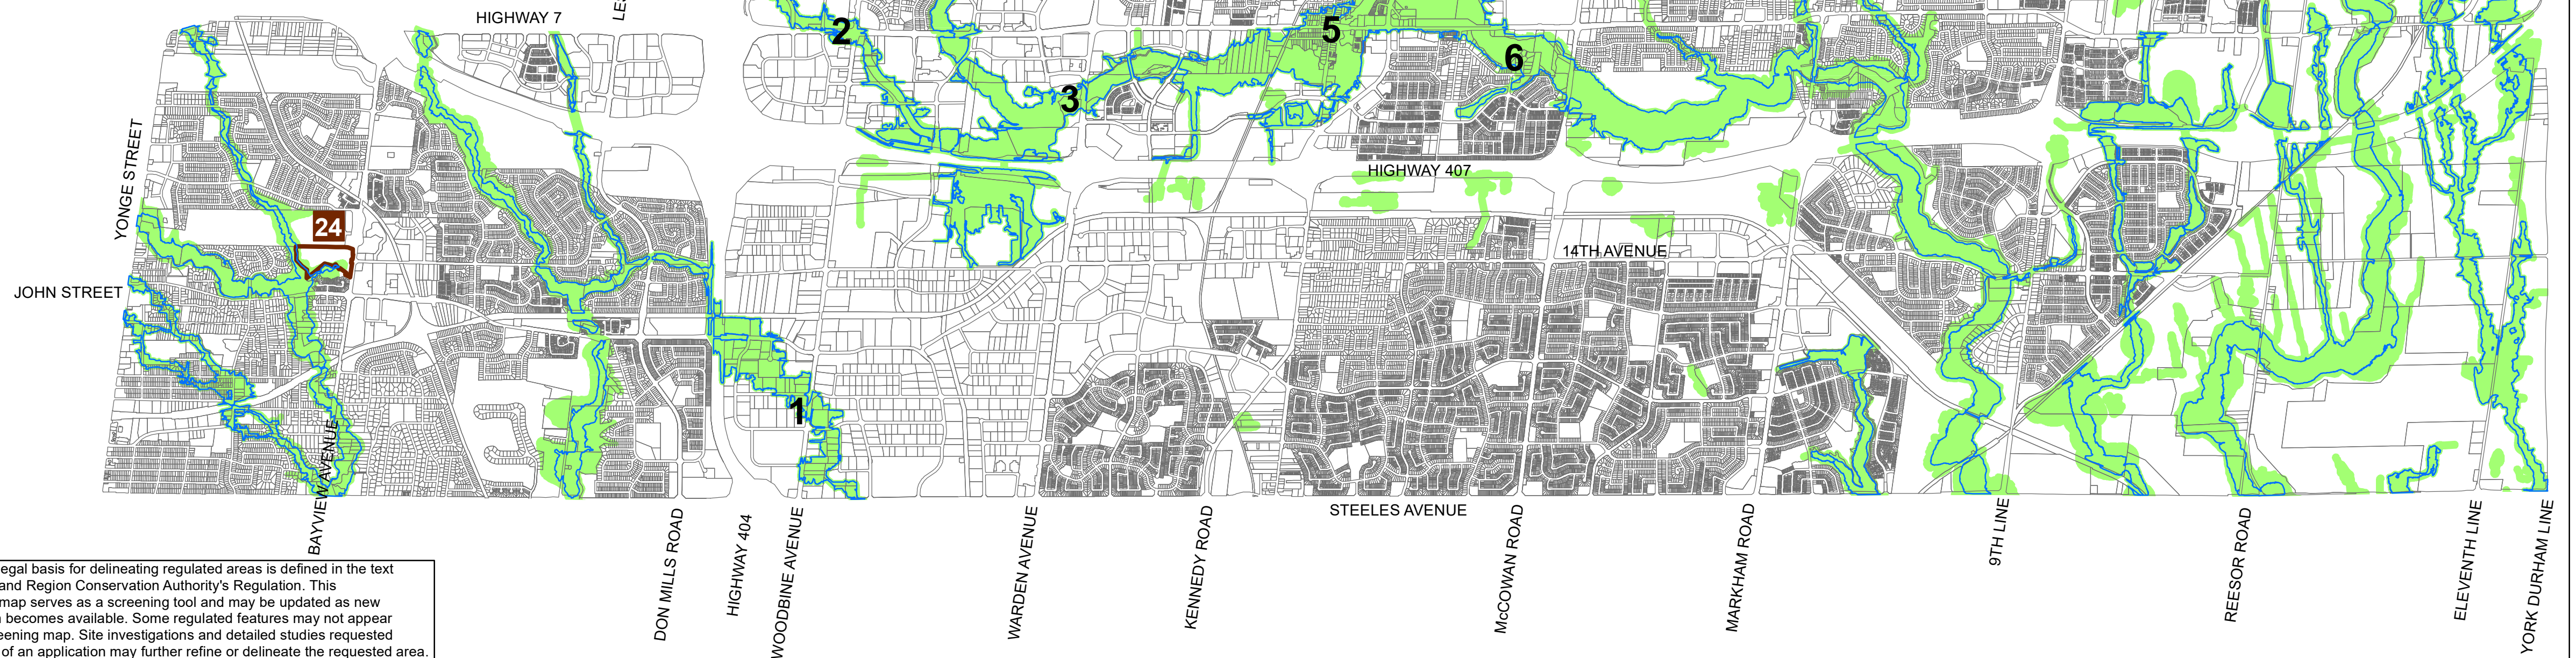 HIGHWAY 7
2
5
6
3
YONGE STREET
HIGHWAY 407
24
14TH AVENUE
JOHN STREET
1
BAYVIEW AVENUE
STEELES AVENUE
DON MILLS ROAD
HIGHWAY 404
WOODBINE AVENUE
WARDEN AVENUE
KENNEDY ROAD
McCOWAN ROAD
MARKHAM ROAD
9TH LINE
REESOR ROAD
ELEVENTH LINE
YORK DURHAM LINE
egal basis for delineating regulated areas is defined in the text
and Region Conservation Authority's Regulation. This
map serves as a screening tool and may be updated as new
becomes available. Some regulated features may not appear
eening map. Site investigations and detailed studies requested
of an application may further refine or delineate the requested area.